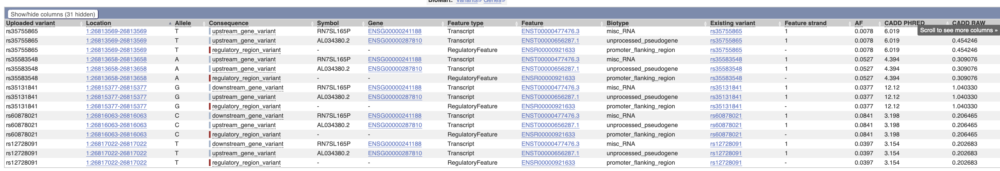 BioMart: Variants Genes
Show/hide columns (31 hidden)
Uploaded variant Location Allele Consequence Symbol Gene Feature type Feature Biotype Existing variant Feature strand AF CADD PHRED CADD RAW
Scroll to see more columns »
rs35755865 1:26813569-26813569 T upstream_gene_variant RN7SL165P ENSG00000241188 Transcript ENST00000477476.3 misc_RNA rs35755865 1 0.0078 6.019
rs35755865 1:26813569-26813569 T upstream_gene_variant AL034380.2 ENSG00000287810 Transcript ENST00000656287.1 unprocessed_pseudogene rs35755865 1 0.0078 6.019 0.454246
rs35755865 1:26813569-26813569 T regulatory_region_variant - - RegulatoryFeature ENSR00000921633 promoter_flanking_region rs35755865 - 0.0078 6.019 0.454246
rs35583548 1:26813658-26813658 A upstream_gene_variant RN7SL165P ENSG00000241188 Transcript ENST00000477476.3 misc_RNA rs35583548 1 0.0527 4.394 0.309076
rs35583548 1:26813658-26813658 A upstream_gene_variant AL034380.2 ENSG00000287810 Transcript ENST00000656287.1 unprocessed_pseudogene rs35583548 1 0.0527 4.394 0.309076
rs35583548 1:26813658-26813658 A regulatory_region_variant - - RegulatoryFeature ENSR00000921633 promoter_flanking_region rs35583548 - 0.0527 4.394 0.309076
rs35131841 1:26815377-26815377 G downstream_gene_variant RN7SL165P ENSG00000241188 Transcript ENST00000477476.3 misc_RNA rs35131841 1 0.0377 12.12 1.040330
rs35131841 1:26815377-26815377 G upstream_gene_variant AL034380.2 ENSG00000287810 Transcript ENST00000656287.1 unprocessed_pseudogene rs35131841 1 0.0377 12.12 1.040330
rs35131841 1:26815377-26815377 G regulatory_region_variant - - RegulatoryFeature ENSR00000921633 promoter_flanking_region rs35131841 - 0.0377 12.12 1.040330
rs60878021 1:26816063-26816063 C downstream_gene_variant RN7SL165P ENSG00000241188 Transcript ENST00000477476.3 misc_RNA rs60878021 1 0.0841 3.198 0.206465
rs60878021 1:26816063-26816063 C upstream_gene_variant AL034380.2 ENSG00000287810 Transcript ENST00000656287.1 unprocessed_pseudogene rs60878021 1 0.0841 3.198 0.206465
rs60878021 1:26816063-26816063 C regulatory_region_variant - - RegulatoryFeature ENSR00000921633 promoter_flanking_region rs60878021 - 0.0841 3.198 0.206465
rs12728091 1:26817022-26817022 T downstream_gene_variant RN7SL165P ENSG00000241188 Transcript ENST00000477476.3 misc_RNA rs12728091 1 0.0397 3.154 0.202683
rs12728091 1:26817022-26817022 T upstream_gene_variant AL034380.2 ENSG00000287810 Transcript ENST00000656287.1 unprocessed_pseudogene rs12728091 1 0.0397 3.154 0.202683
rs12728091 1:26817022-26817022 T regulatory_region_variant - - RegulatoryFeature ENSR00000921633 promoter_flanking_region rs12728091 - 0.0397 3.154 0.202683